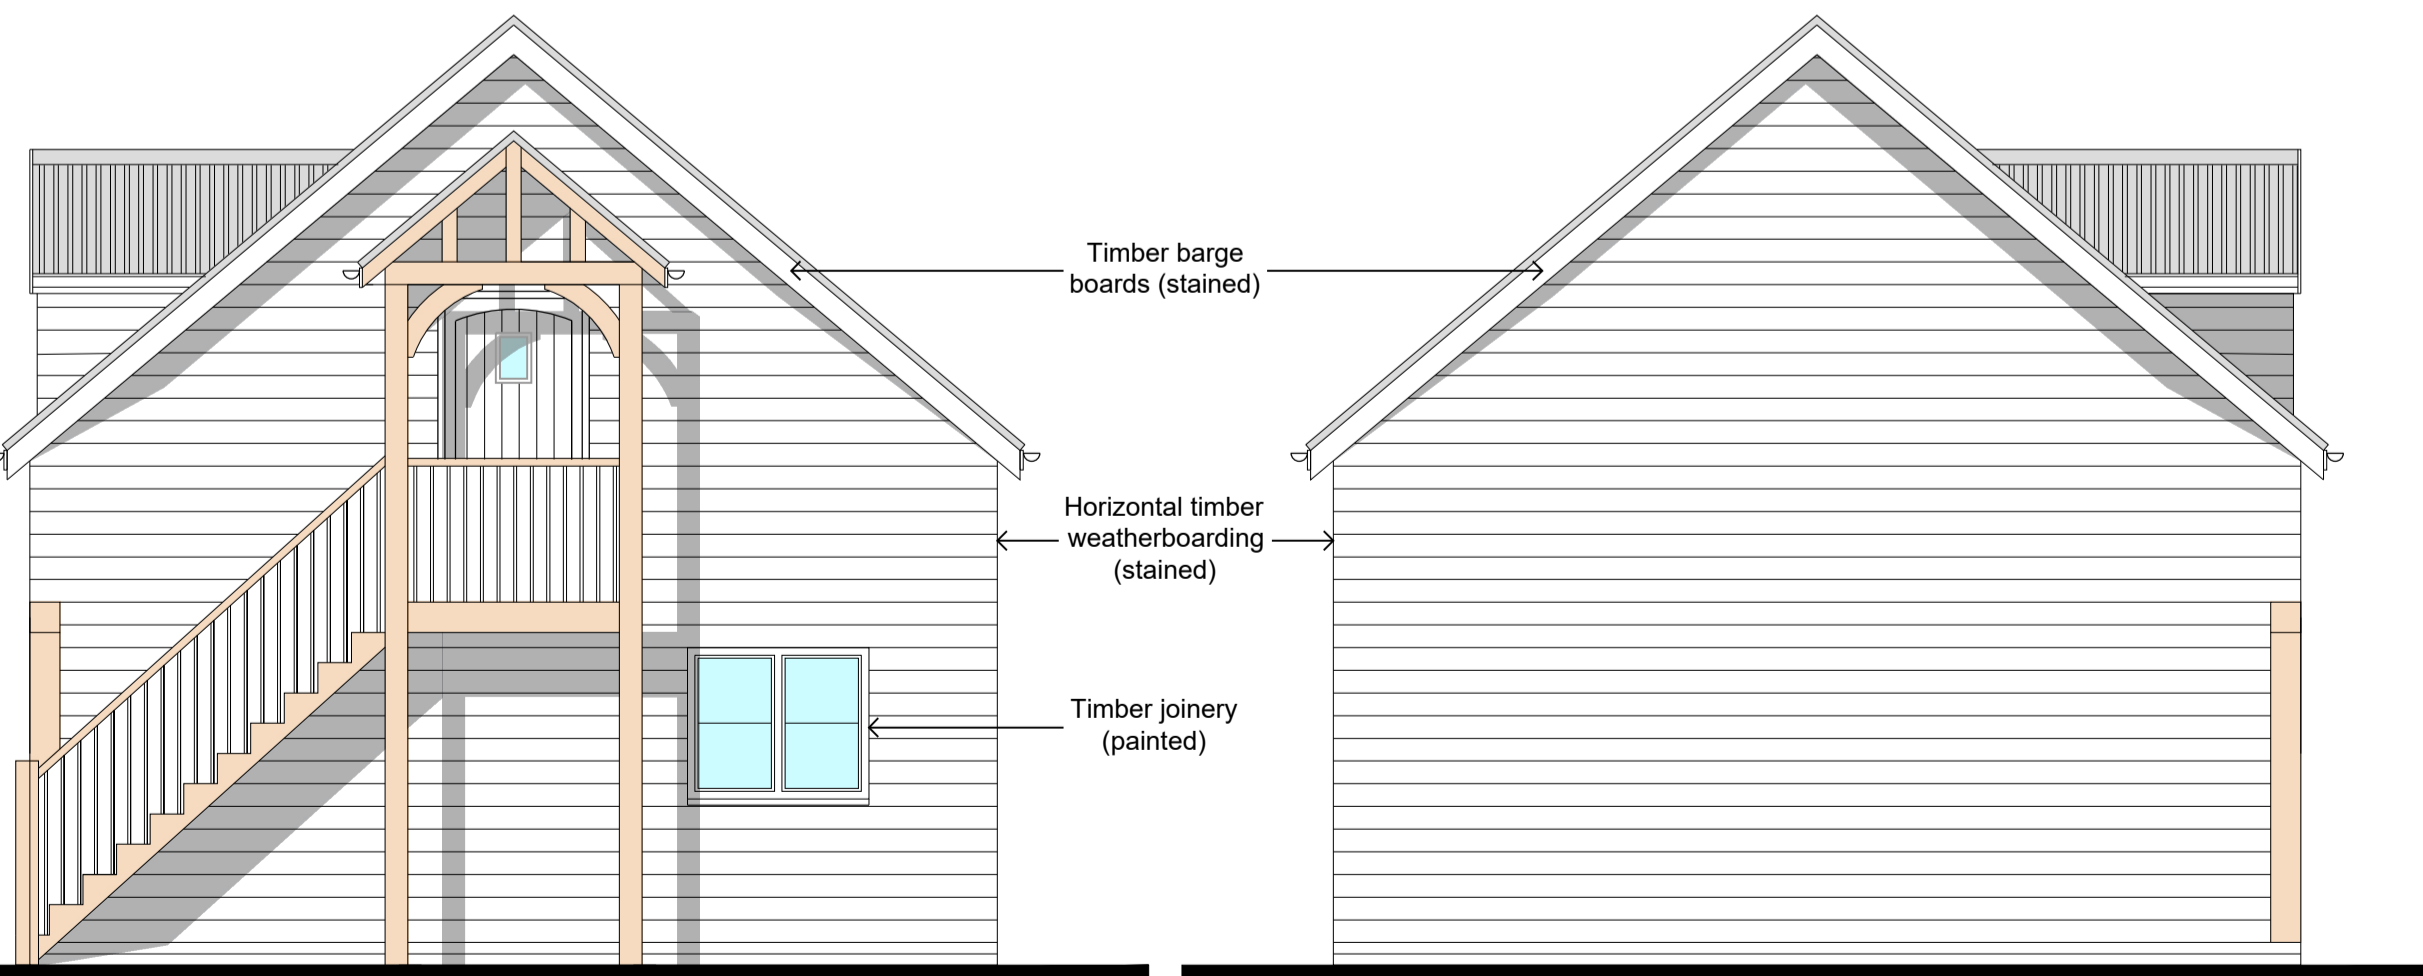 Timber barge
boards (stained)
Horizontal timber
weatherboarding
(stained)
Timber joinery
(painted)